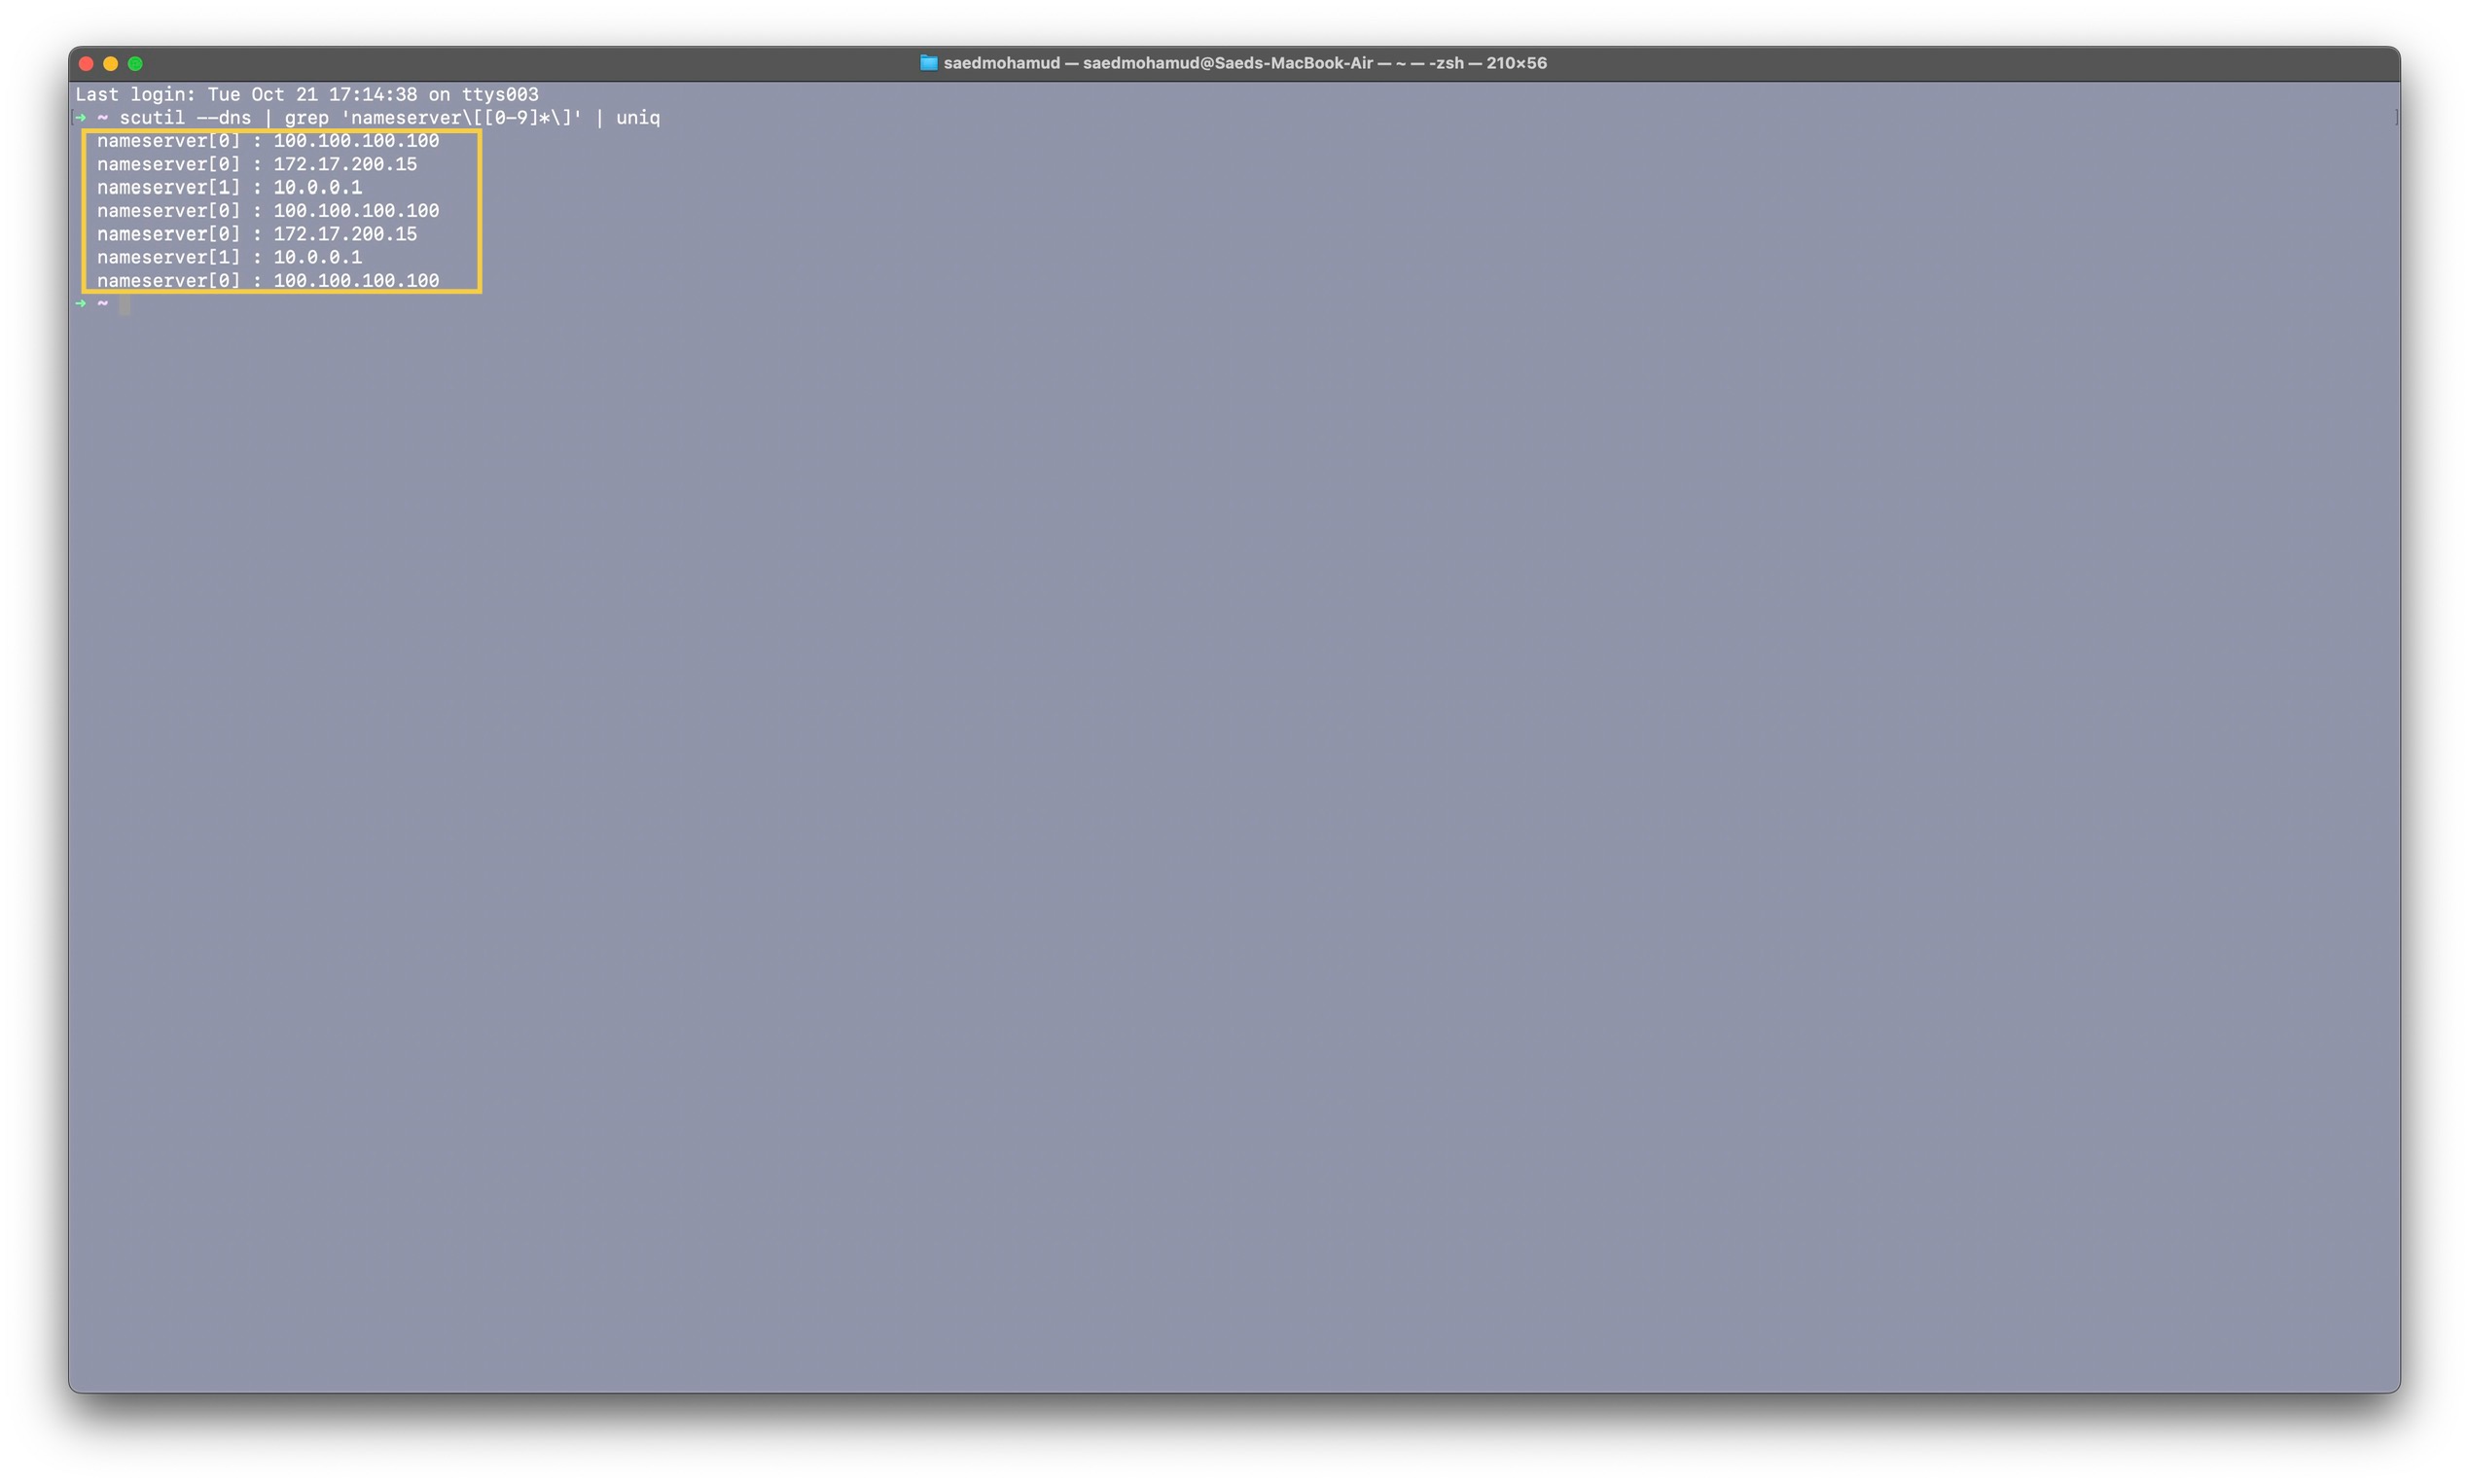 saedmohamud — saedmohamud@Saeds-MacBook-Air — ~ — -zsh — 210×56
Last login: Tue Oct 21 17:14:38 on ttys003
[➜ ~ scutil --dns | grep 'nameserver\[[0-9]*\]' | uniq ]
nameserver[0] : 100.100.100.100
nameserver[0] : 172.17.200.15
nameserver[1] : 10.0.0.1
nameserver[0] : 100.100.100.100
nameserver[0] : 172.17.200.15
nameserver[1] : 10.0.0.1
nameserver[0] : 100.100.100.100
➜ ~